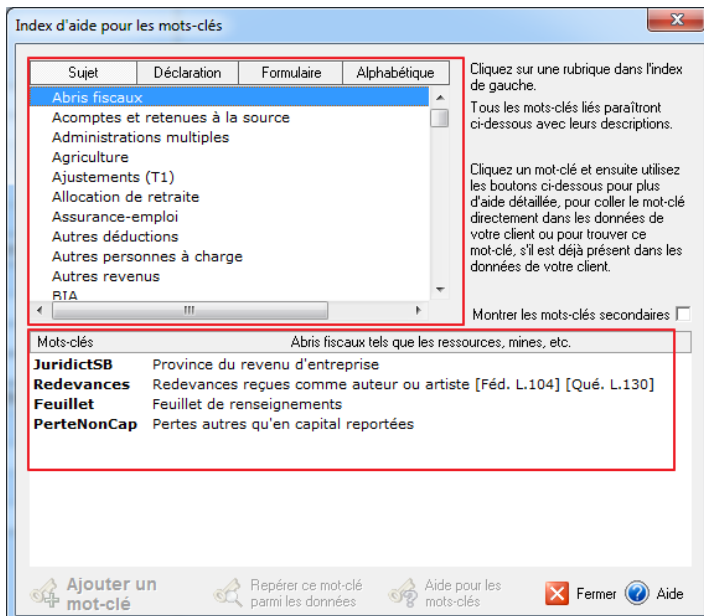 Index d'aide pour les mots-clés
Sujet Déclaration Formulaire Alphabétique
Abris fiscaux
Acomptes et retenues à la source
Administrations multiples
Agriculture
Ajustements (T1)
Allocation de retraite
Assurance-emploi
Autres déductions
Autres personnes à charge
Autres revenus
BIA
Cliquez sur une rubrique dans l'index
de gauche.
Tous les mots-clés liés paraîtront
ci-dessous avec leurs descriptions.
Cliquez un mot-clé et ensuite utilisez
les boutons ci-dessous pour plus
d'aide détaillée, pour coller le mot-clé
directement dans les données de
votre client ou pour trouver ce
mot-clé, s'il est déjà présent dans les
données de votre client.
Montrer les mots-clés secondaires
Mots-clés Abris fiscaux tels que les ressources, mines, etc.
JuridictSB Province du revenu d'entreprise
Redevances Redevances reçues comme auteur ou artiste [Féd. L.104] [Qué. L.130]
Feuillet Feuillet de renseignements
PerteNonCap Pertes autres qu'en capital reportées
Ajouter un
mot-clé
Repérer ce mot-clé
parmi les données
Aide pour les
mots-clés
Fermer
Aide